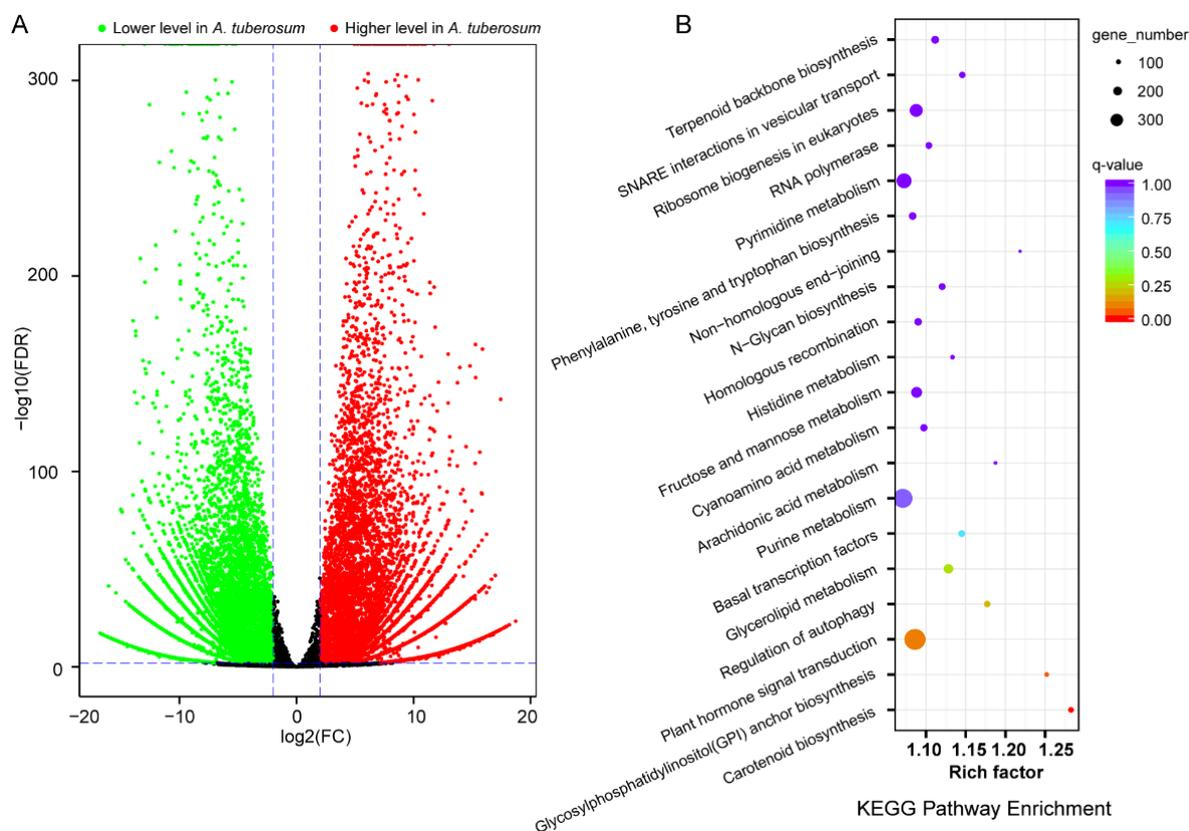 A
Lower level in A. tuberosum
Higher level in A. tuberosum
300
200
100
0
−log10(FDR)
−20
−10
0
10
20
log2(FC)
B
Terpenoid backbone biosynthesis
SNARE interactions in vesicular transport
Ribosome biogenesis in eukaryotes
RNA polymerase
Pyrimidine metabolism
Phenylalanine, tyrosine and tryptophan biosynthesis
Non−homologous end−joining
N−Glycan biosynthesis
Homologous recombination
Histidine metabolism
Fructose and mannose metabolism
Cyanoamino acid metabolism
Arachidonic acid metabolism
Purine metabolism
Basal transcription factors
Glycerolipid metabolism
Regulation of autophagy
Plant hormone signal transduction
Glycosylphosphatidylinositol(GPI) anchor biosynthesis
Carotenoid biosynthesis
1.10
1.15
1.20
1.25
Rich factor
KEGG Pathway Enrichment
gene_number
100
200
300
q-value
1.00
0.75
0.50
0.25
0.00